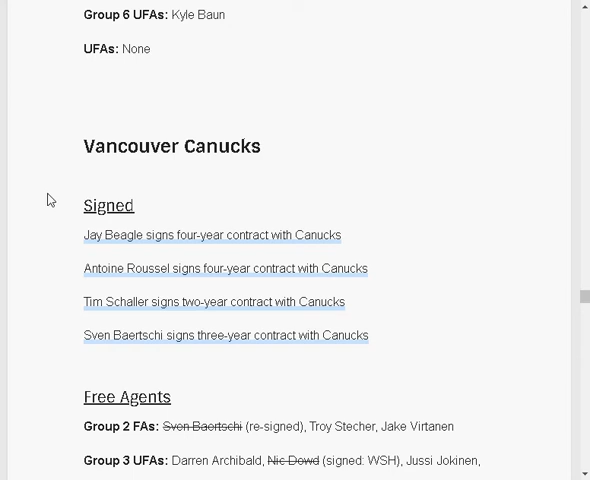 Group 6 UFAs: Kyle Baun
UFAs: None
Vancouver Canucks
Signed
Jay Beagle signs four-year contract with Canucks
Antoine Roussel signs four-year contract with Canucks
Tim Schaller signs two-year contract with Canucks
Sven Baertschi signs three-year contract with Canucks
Free Agents
Group 2 FAs: Sven Baertschi (re-signed), Troy Stecher, Jake Virtanen
Group 3 UFAs: Darren Archibald, Nic Dowd (signed: WSH), Jussi Jokinen,